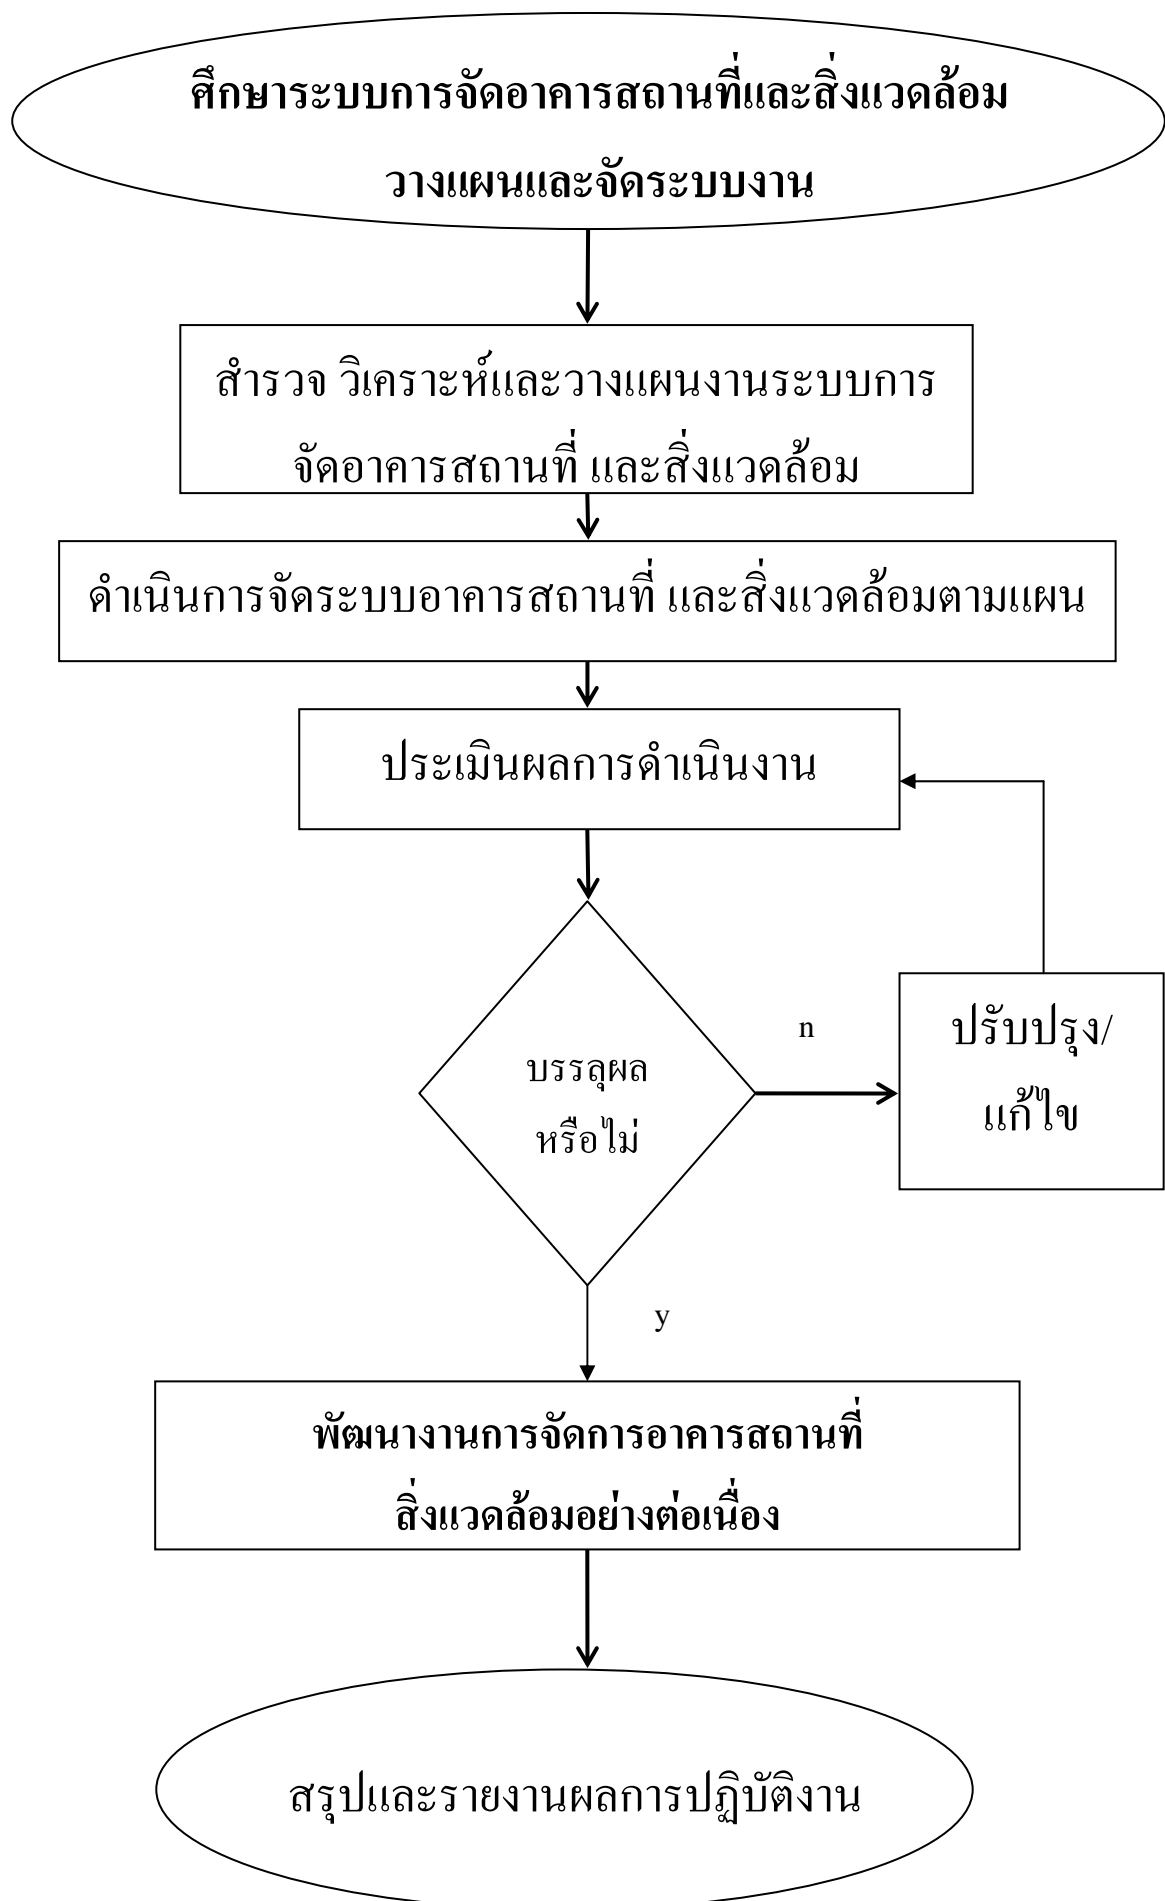 ศึกษาระบบการจัดอาคารสถานที่และสิ่งแวดล้อม
วางแผนและจัดระบบงาน
สำรวจ วิเคราะห์และวางแผนงานระบบการ
จัดอาคารสถานที่ และสิ่งแวดล้อม
ดำเนินการจัดระบบอาคารสถานที่ และสิ่งแวดล้อมตามแผน
ประเมินผลการดำเนินงาน
บรรลุผล
หรือไม่
n
ปรับปรุง/
แก้ไข
y
พัฒนางานการจัดการอาคารสถานที่
สิ่งแวดล้อมอย่างต่อเนื่อง
สรุปและรายงานผลการปฏิบัติงาน